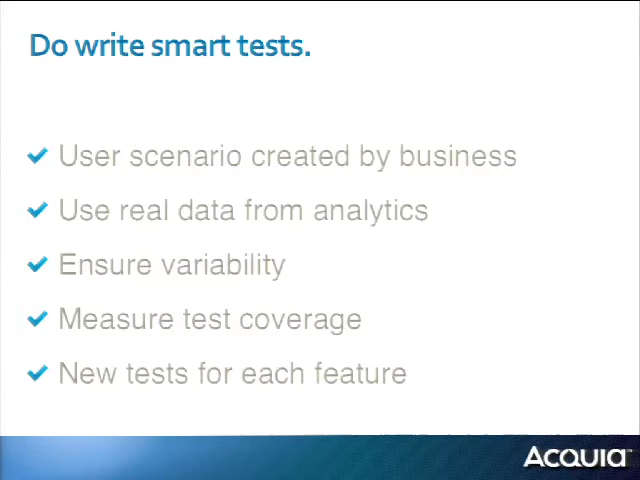 Do write smart tests.
User scenario created by business
Use real data from analytics
Ensure variability
Measure test coverage
New tests for each feature
Acquia™